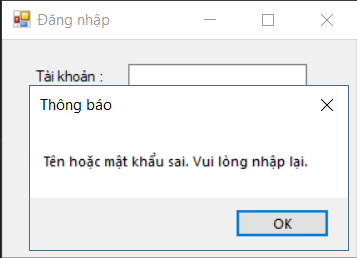 Đăng nhập
Tài khoản :
Thông báo
Tên hoặc mật khẩu sai. Vui lòng nhập lại.
OK